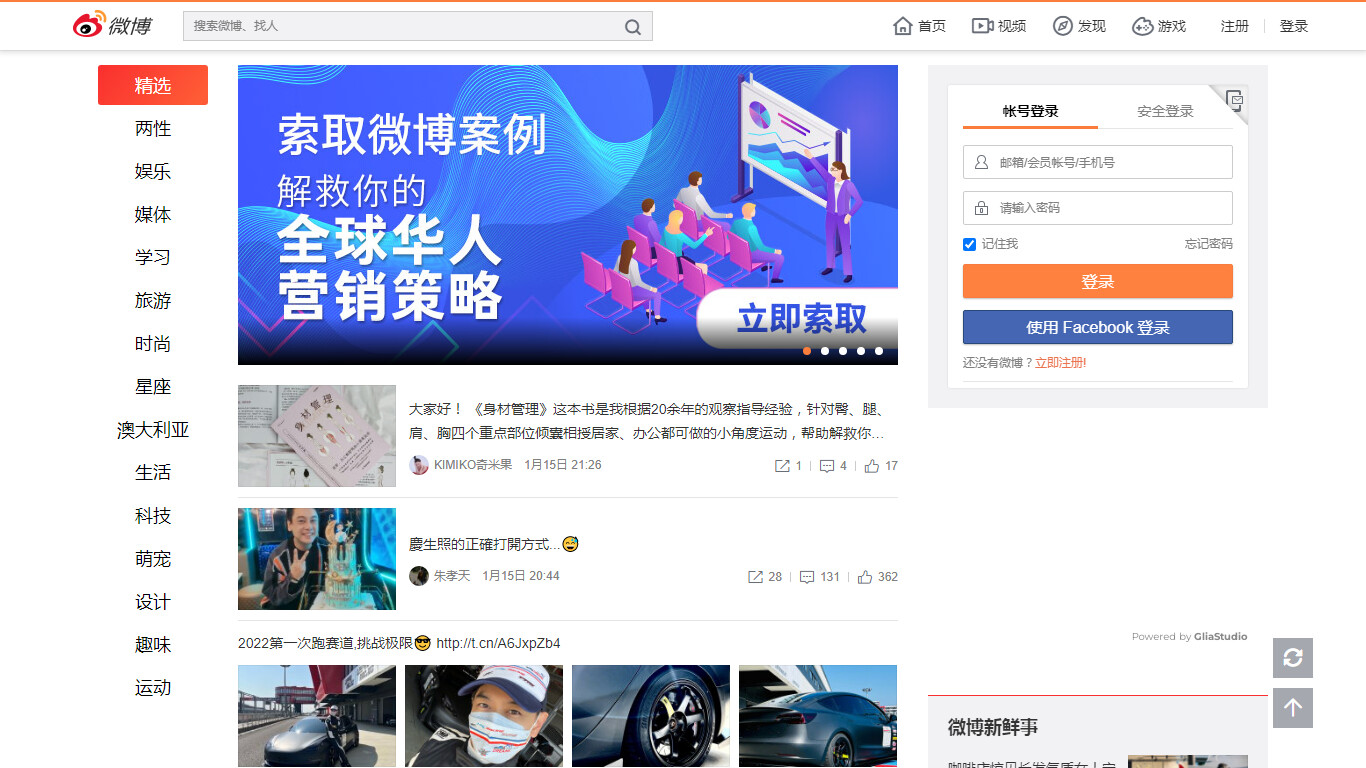 微博
搜索微博、找人
首页
视频
发现
游戏
注册
登录
精选
两性
娱乐
媒体
学习
旅游
时尚
星座
澳大利亚
生活
科技
萌宠
设计
趣味
运动
索取微博案例
解救你的
全球华人
营销策略
立即索取
身材管理
大家好！ 《身材管理》这本书是我根据20余年的观察指导经验，针对臀、腿、
肩、胸四个重点部位倾囊相授居家、办公都可做的小角度运动，帮助解救你…
KIMIKO奇米果 1月15日 21:26
1 4 17
慶生照的正確打開方式...😅
朱孝天 1月15日 20:44
28 131 362
2022第一次跑赛道,挑战极限😎 http://t.cn/A6JxpZb4
帐号登录
安全登录
邮箱/会员帐号/手机号
请输入密码
记住我
忘记密码
登录
使用 Facebook 登录
还没有微博？立即注册!
Powered by GliaStudio
微博新鲜事